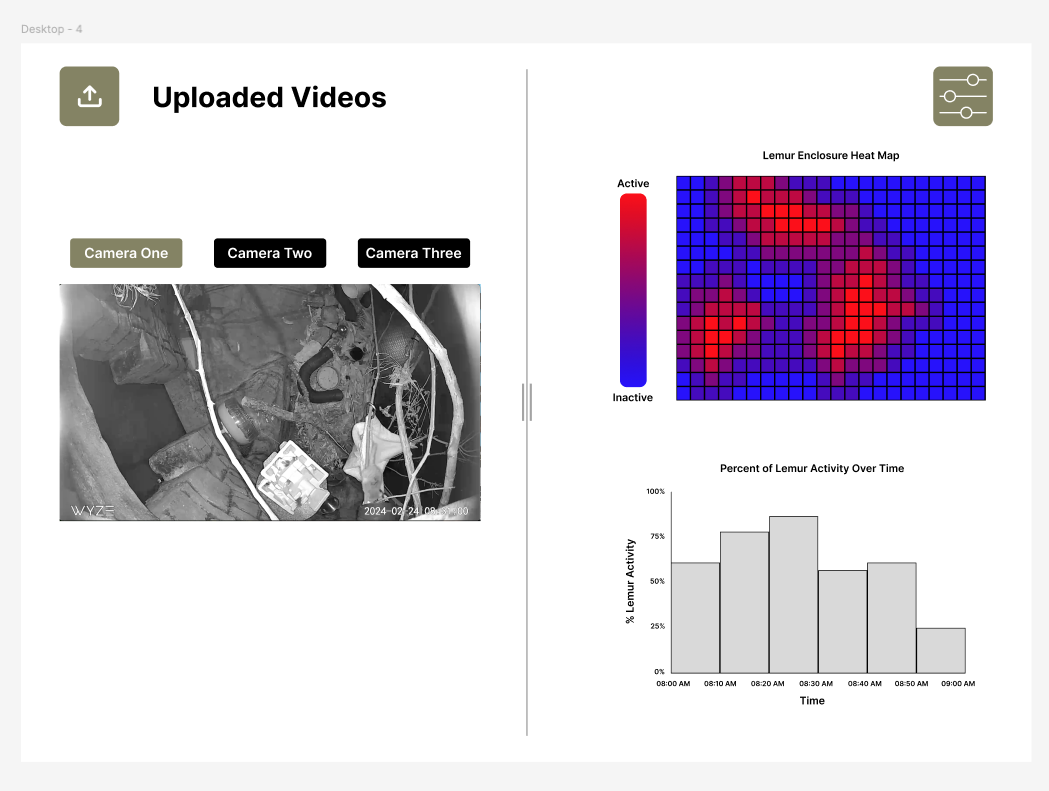 Desktop - 4
Uploaded Videos
Camera One
Camera Two
Camera Three
WYZE
2024-02-24
Lemur Enclosure Heat Map
Active
Inactive
Percent of Lemur Activity Over Time
100%
75%
50%
25%
0%
% Lemur Activity
08:00 AM
08:10 AM
08:20 AM
08:30 AM
08:40 AM
08:50 AM
09:00 AM
Time